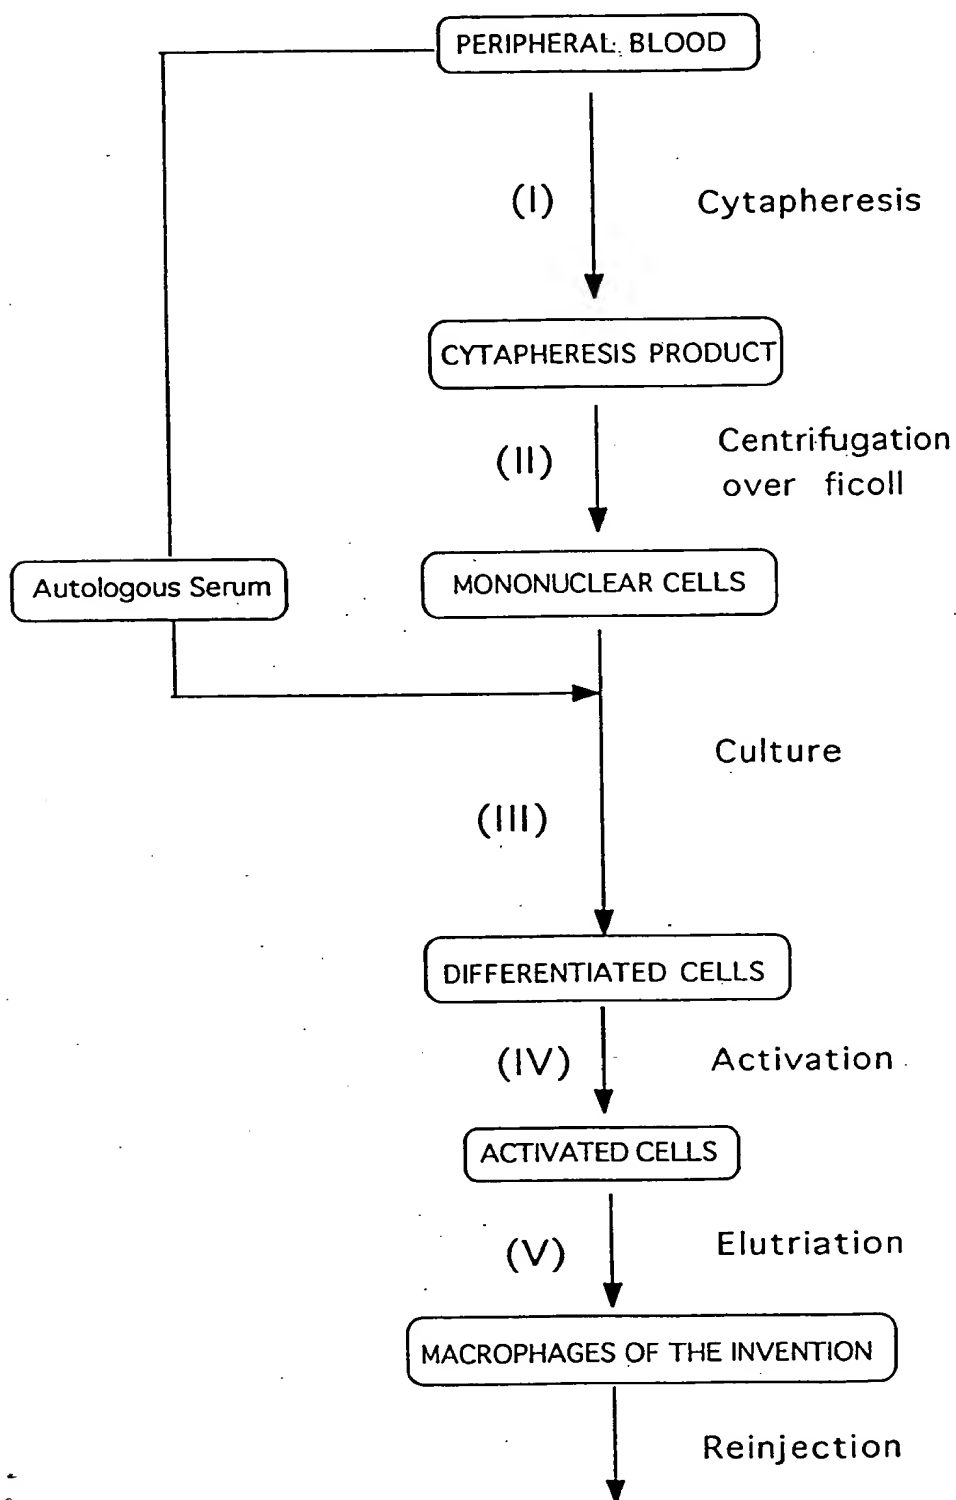 PERIPHERAL BLOOD
(I) Cytapheresis
CYTAPHERESIS PRODUCT
(II) Centrifugation
over ficoll
Autologous Serum
MONONUCLEAR CELLS
Culture
(III)
DIFFERENTIATED CELLS
(IV) Activation
ACTIVATED CELLS
(V) Elutriation
MACROPHAGES OF THE INVENTION
Reinjection